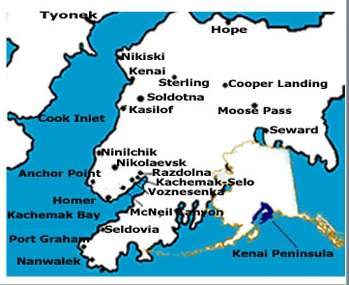 Tyonek
Hope
Nikiski
Kenai
Sterling
Cooper Landing
Soldotna
Kasilof
Moose Pass
Cook Inlet
Seward
Ninilchik
Nikolaevsk
Anchor Point
Razdolna
Kachemak-Selo
Voznesenka
Homer
McNeil Canyon
Kachemak Bay
Seldovia
Port Graham
Kenai Peninsula
Nanwalek